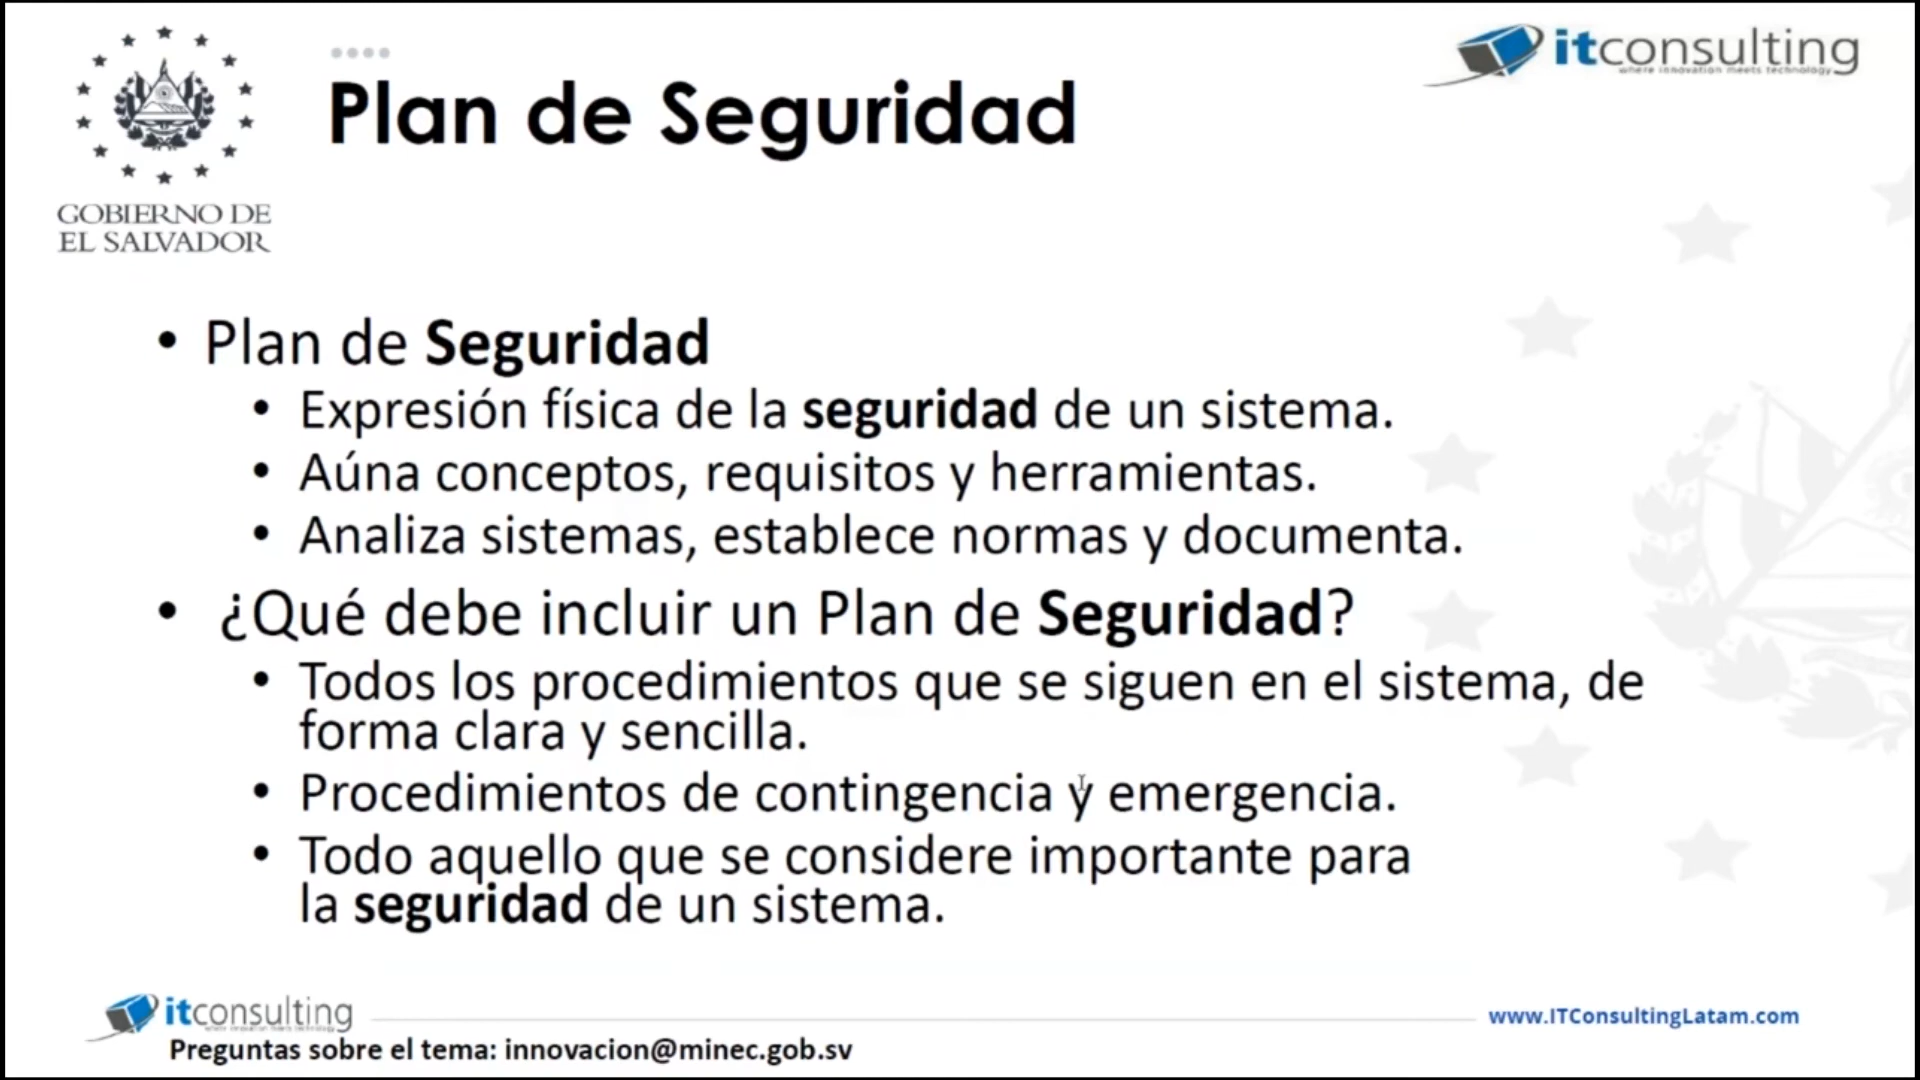 GOBIERNO DE
EL SALVADOR
Plan de Seguridad
itconsulting
where innovation meets technology
• Plan de Seguridad
• Expresión física de la seguridad de un sistema.
• Aúna conceptos, requisitos y herramientas.
• Analiza sistemas, establece normas y documenta.
• ¿Qué debe incluir un Plan de Seguridad?
• Todos los procedimientos que se siguen en el sistema, de
forma clara y sencilla.
• Procedimientos de contingencia y emergencia.
• Todo aquello que se considere importante para
la seguridad de un sistema.
itconsulting
where innovation meets technology
www.ITConsultingLatam.com
Preguntas sobre el tema: innovacion@minec.gob.sv